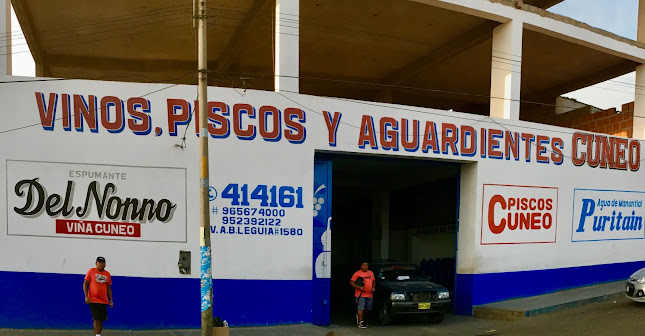 VINOS, PISCOS Y AGUARDIENTES CUNEO
ESPUMANTE
Del Nonno
VIÑA CUNEO
414161
# 965674000
952392122
V. A.B. LEGUIA #1580
PISCOS
CUNEO
Agua de Manantial
Puritain